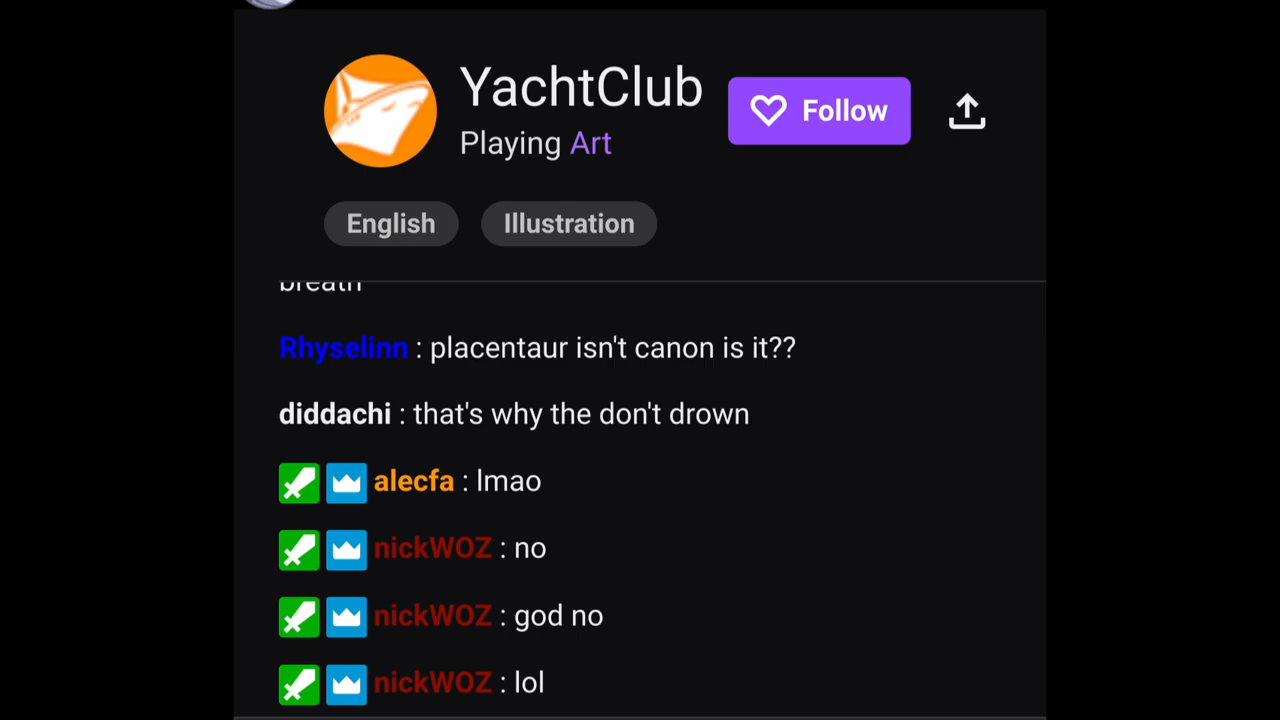 YachtClub
Playing Art
Follow
English
Illustration
breath
Rhyselinn : placentaur isn't canon is it??
diddachi : that's why the don't drown
alecfa : lmao
nickWOZ : no
nickWOZ : god no
nickWOZ : lol